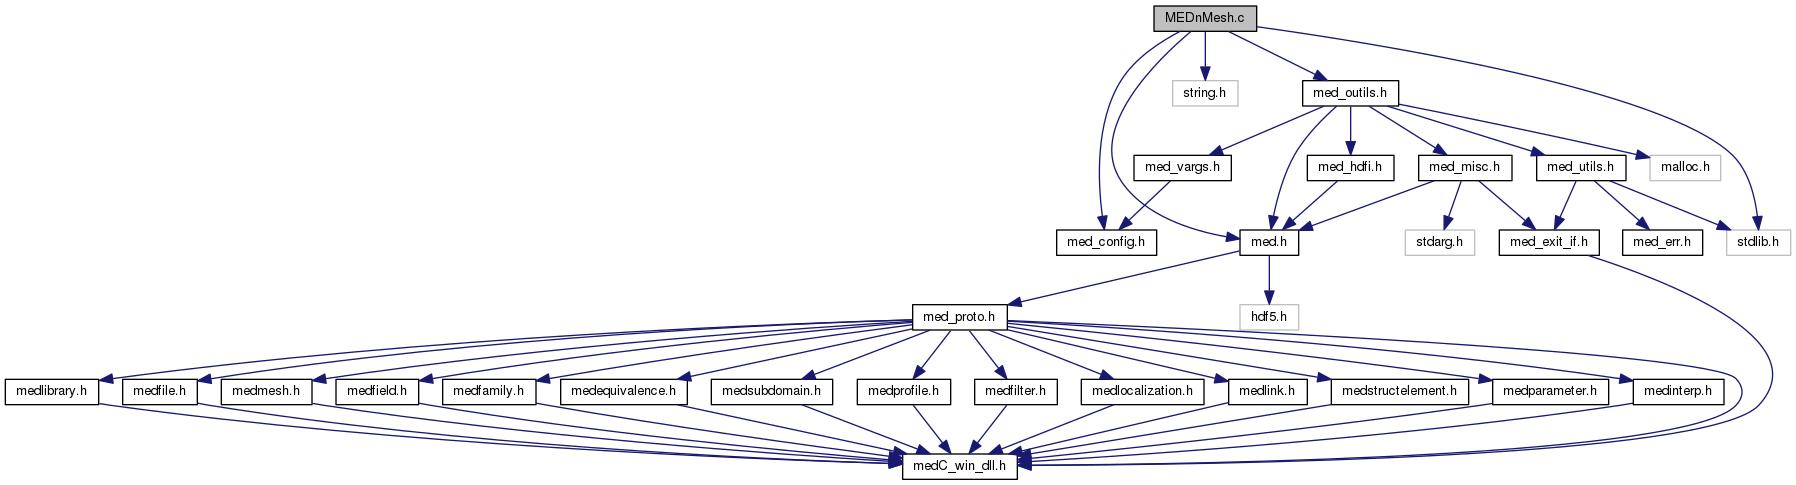 MEDnMesh.c
string.h
med_outils.h
med_vargs.h
med_hdfi.h
med_misc.h
med_utils.h
malloc.h
med_config.h
med.h
stdarg.h
med_exit_if.h
med_err.h
stdlib.h
med_proto.h
hdf5.h
medlibrary.h
medfile.h
medmesh.h
medfield.h
medfamily.h
medequivalence.h
medsubdomain.h
medprofile.h
medfilter.h
medlocalization.h
medlink.h
medstructelement.h
medparameter.h
medinterp.h
medC_win_dll.h